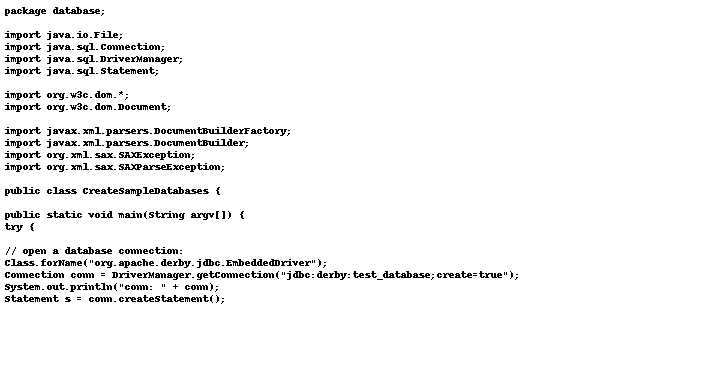 package database;
import java.io.File;
import java.sql.Connection;
import java.sql.DriverManager;
import java.sql.Statement;
import org.w3c.dom.*;
import org.w3c.dom.Document;
import javax.xml.parsers.DocumentBuilderFactory;
import javax.xml.parsers.DocumentBuilder;
import org.xml.sax.SAXException;
import org.xml.sax.SAXParseException;
public class CreateSampleDatabases {
public static void main(String argv[]) {
try {
// open a database connection:
Class.forName("org.apache.derby.jdbc.EmbeddedDriver");
Connection conn = DriverManager.getConnection("jdbc:derby:test_database;create=true");
System.out.println("conn: " + conn);
Statement s = conn.createStatement();